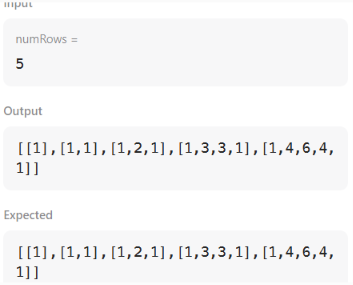 Input
numRows =
5
Output
[[1],[1,1],[1,2,1],[1,3,3,1],[1,4,6,4,
1]]
Expected
[[1],[1,1],[1,2,1],[1,3,3,1],[1,4,6,4,
1]]